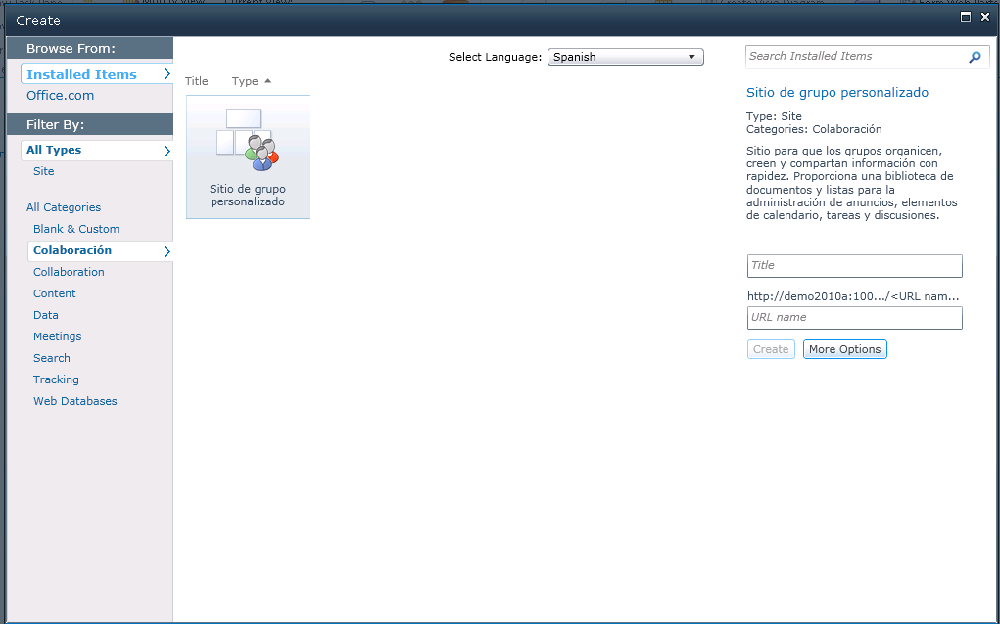 Create
Browse From:
Installed Items
Office.com
Filter By:
All Types
Site
All Categories
Blank & Custom
Colaboración
Collaboration
Content
Data
Meetings
Search
Tracking
Web Databases
Select Language: Spanish
Title Type
Sitio de grupo
personalizado
Search Installed Items
Sitio de grupo personalizado
Type: Site
Categories: Colaboración
Sitio para que los grupos organicen,
creen y compartan información con
rapidez. Proporciona una biblioteca de
documentos y listas para la
administración de anuncios, elementos
de calendario, tareas y discusiones.
Title
http://demo2010a:100.../<URL nam...
URL name
Create More Options